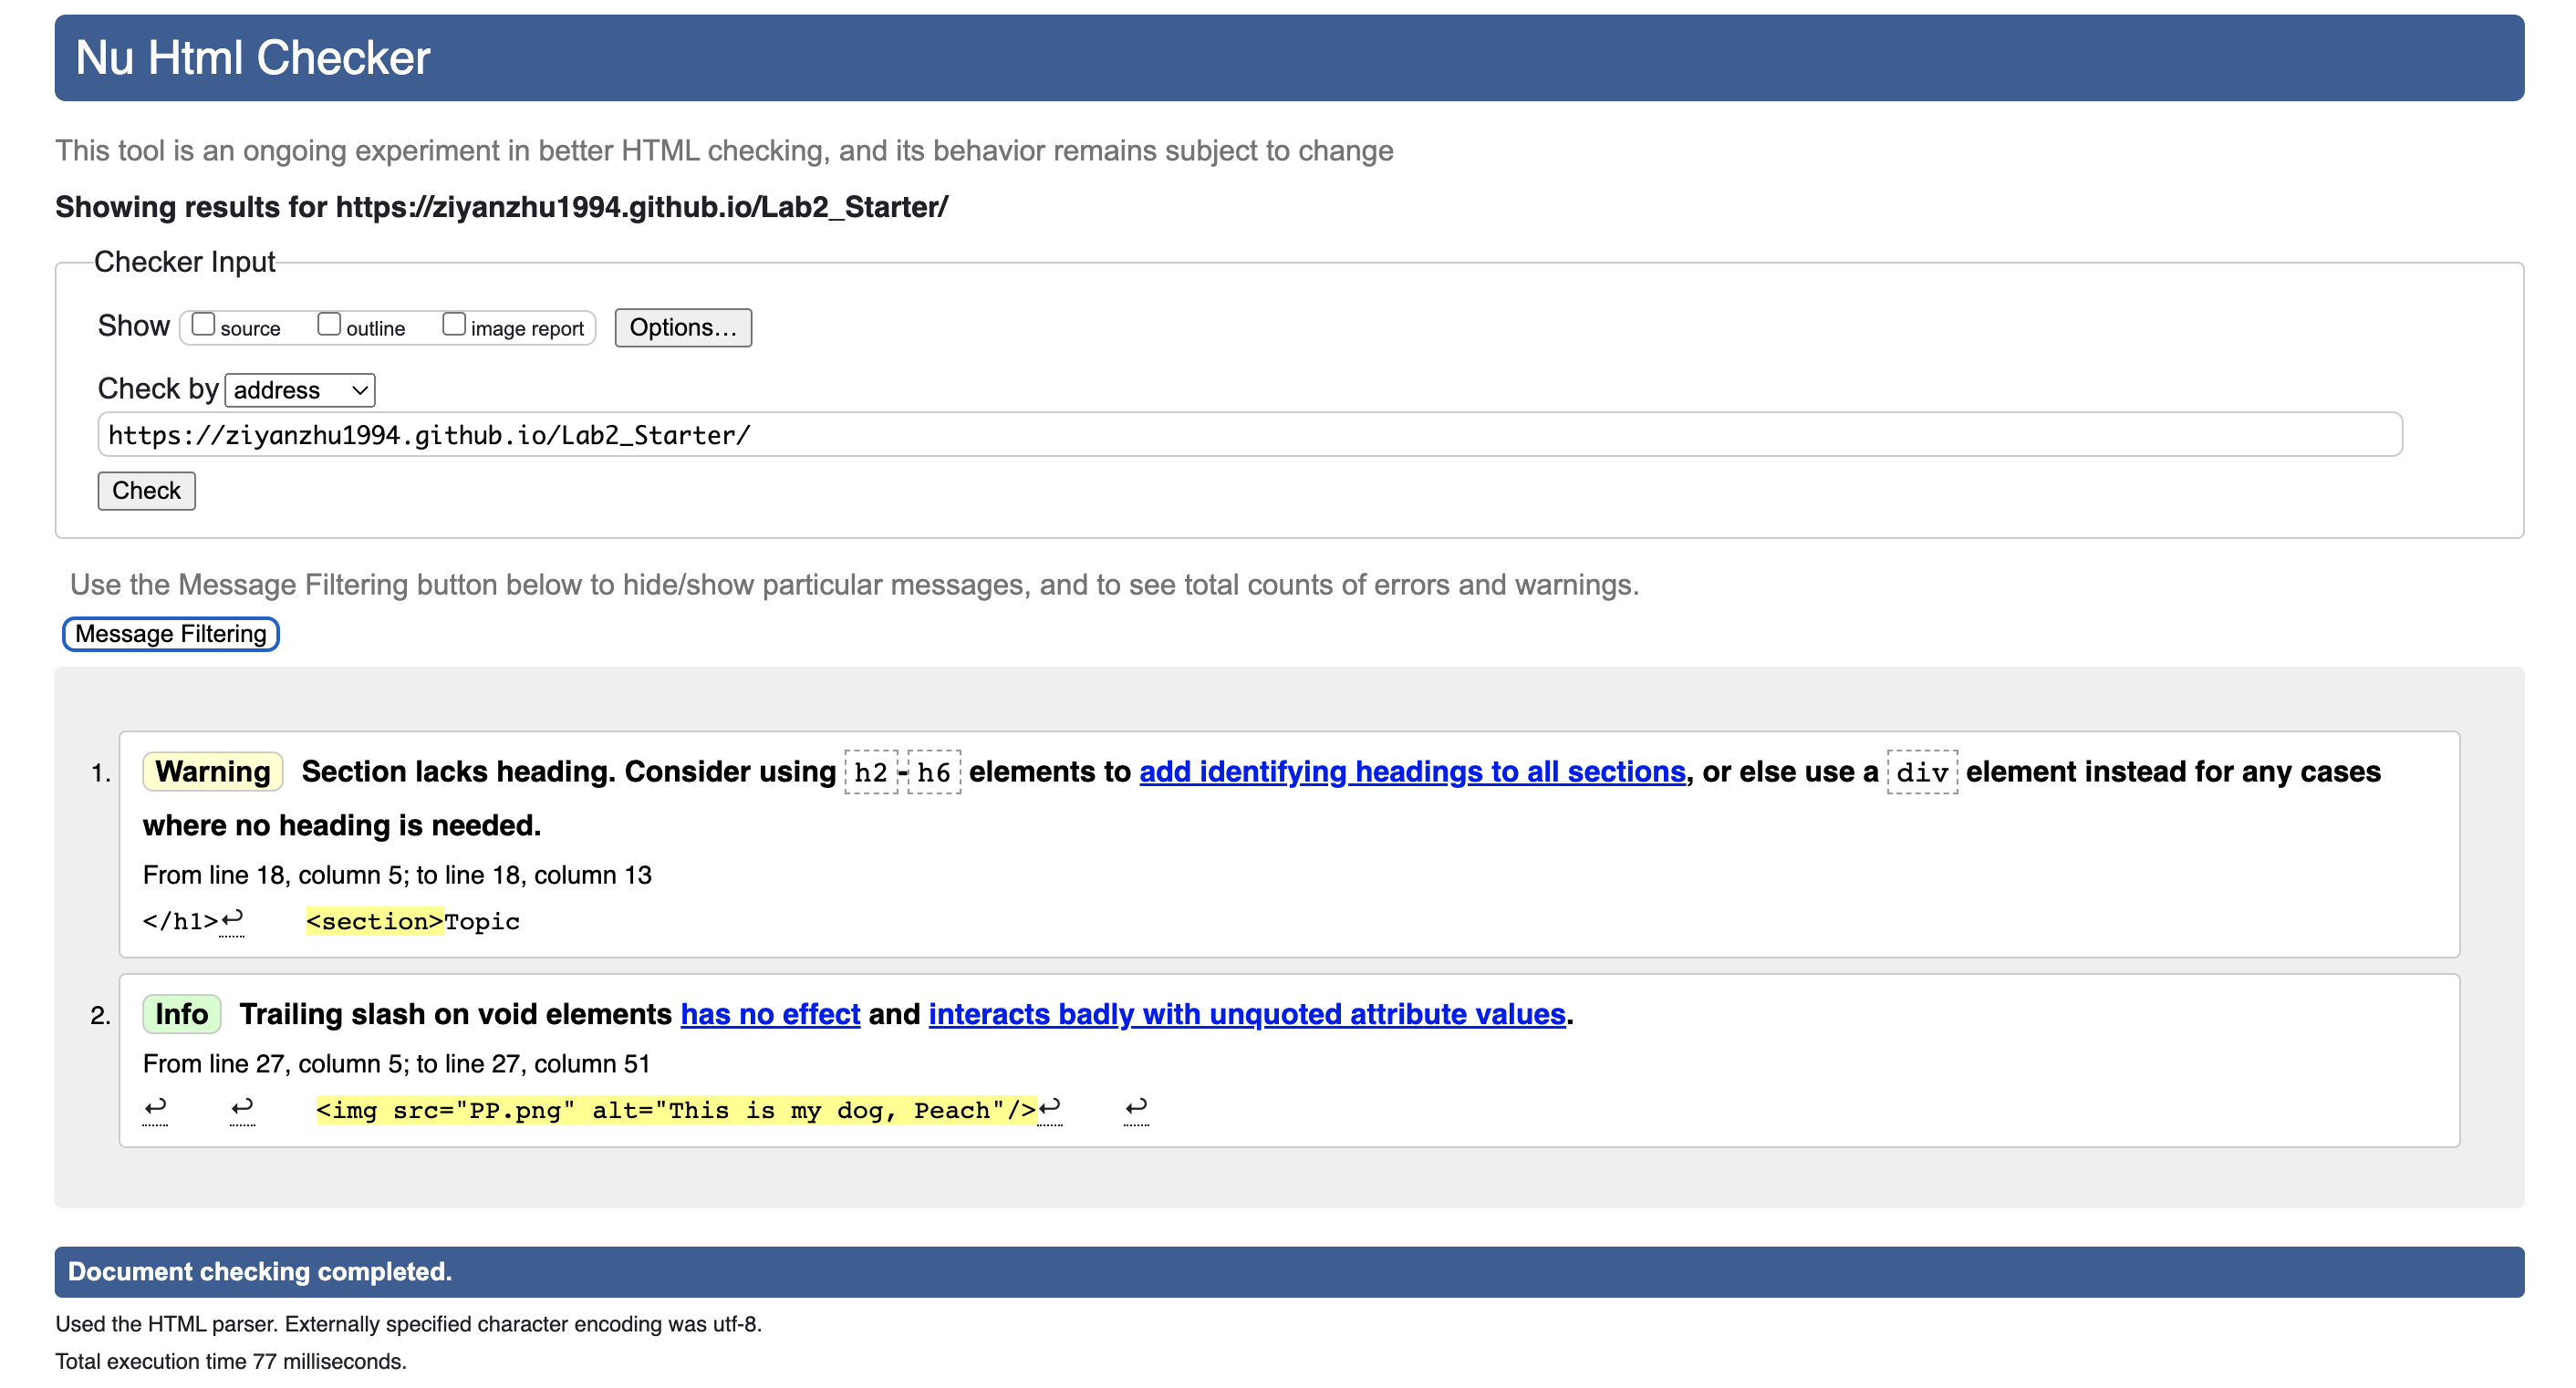 Nu Html Checker
This tool is an ongoing experiment in better HTML checking, and its behavior remains subject to change
Showing results for https://ziyanzhu1994.github.io/Lab2_Starter/
Checker Input
Show source outline image report Options...
Check by address
https://ziyanzhu1994.github.io/Lab2_Starter/
Check
Use the Message Filtering button below to hide/show particular messages, and to see total counts of errors and warnings.
Message Filtering
1. Warning Section lacks heading. Consider using h2-h6 elements to add identifying headings to all sections, or else use a div element instead for any cases
where no heading is needed.
From line 18, column 5; to line 18, column 13
</h1>↩ <section>Topic
2. Info Trailing slash on void elements has no effect and interacts badly with unquoted attribute values.
From line 27, column 5; to line 27, column 51
↩ ↩ <img src="PP.png" alt="This is my dog, Peach"/>↩ ↩
Document checking completed.
Used the HTML parser. Externally specified character encoding was utf-8.
Total execution time 77 milliseconds.